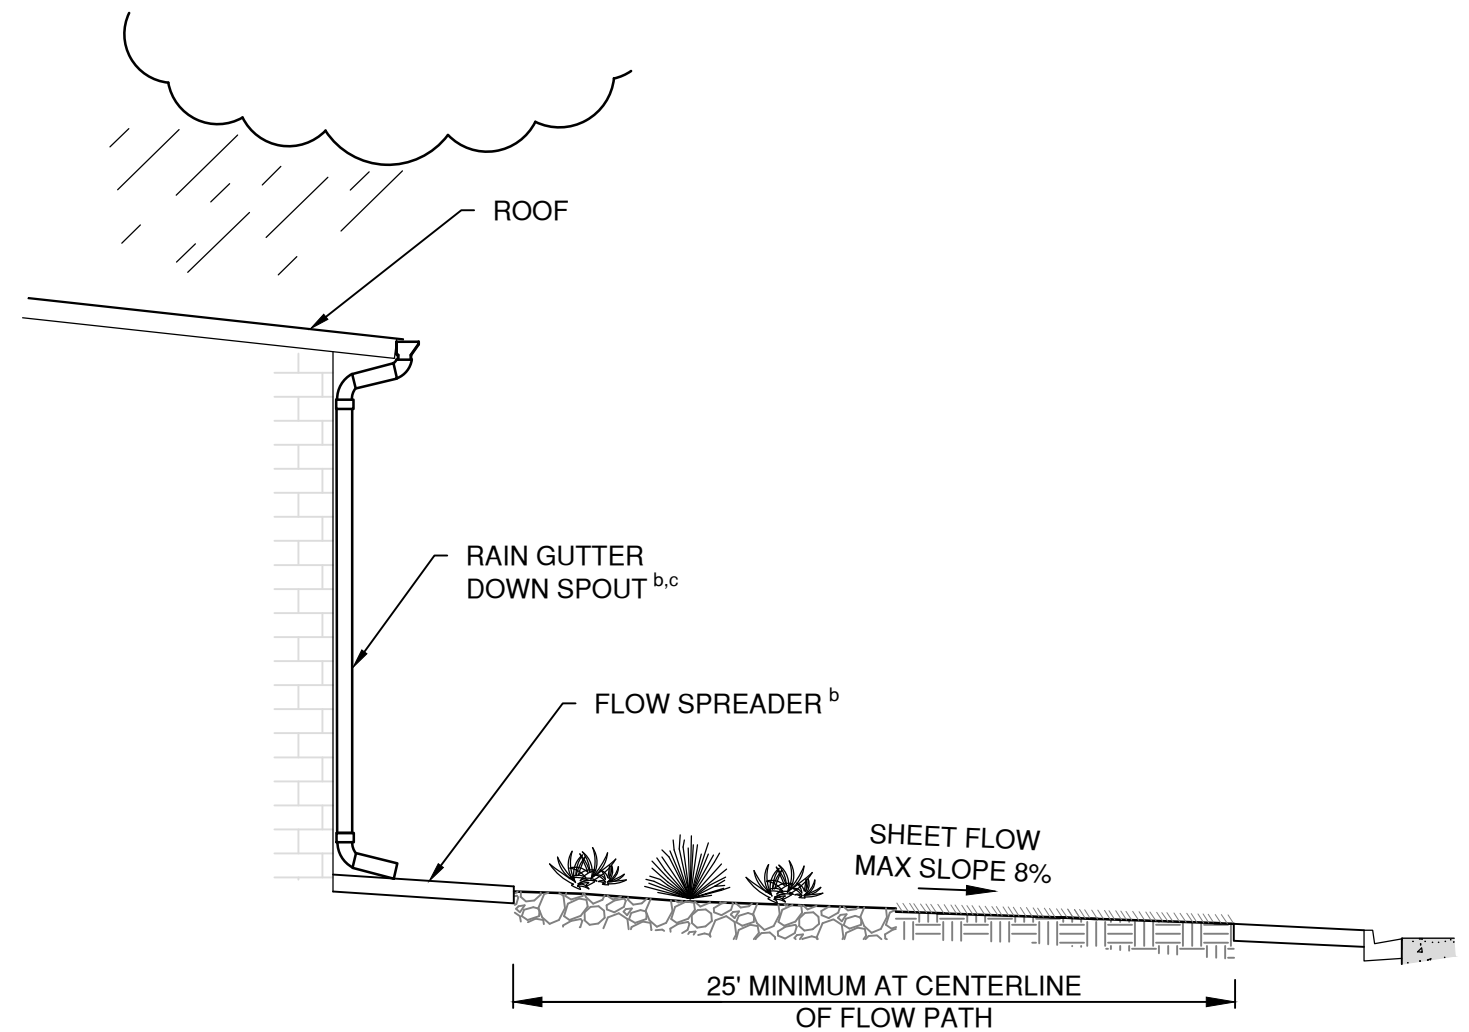 ROOF
RAIN GUTTER
DOWN SPOUT b,c
FLOW SPREADER b
SHEET FLOW
MAX SLOPE 8%
25' MINIMUM AT CENTERLINE
OF FLOW PATH